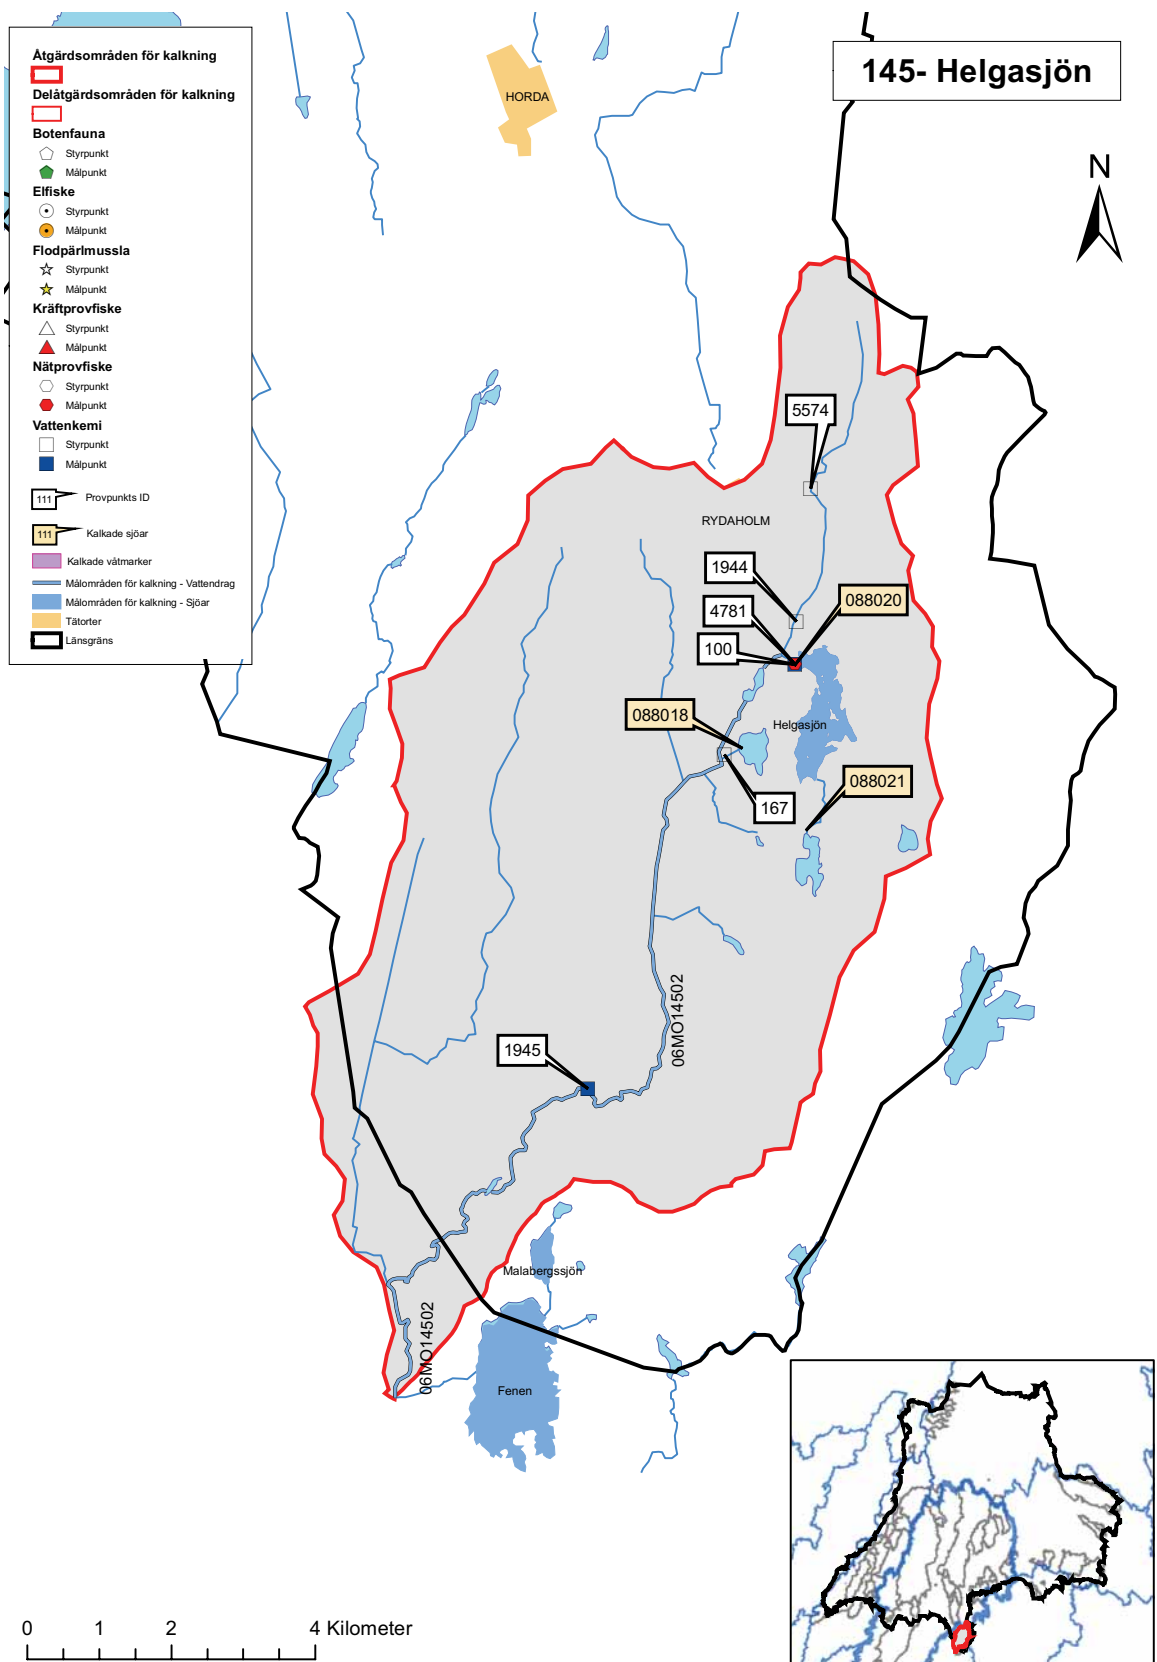 145- Helgasjön
Åtgärdsområden för kalkning
Delåtgärdsområden för kalkning
Botenfauna
Styrpunkt
Målpunkt
Elfiske
Styrpunkt
Målpunkt
Flodpärlmussla
Styrpunkt
Målpunkt
Kräftprovfiske
Styrpunkt
Målpunkt
Nätprovfiske
Styrpunkt
Målpunkt
Vattenkemi
Styrpunkt
Målpunkt
111 Provpunkts ID
111 Kalkade sjöar
Kalkade våtmarker
Målområden för kalkning - Vattendrag
Målområden för kalkning - Sjöar
Tätorter
Länsgräns
HORDA
N
5574
RYDAHOLM
1944
4781
088020
100
088018
Helgasjön
088021
167
06MO14502
1945
Malabergssjön
06MO14502
Fenen
0 1 2 4 Kilometer